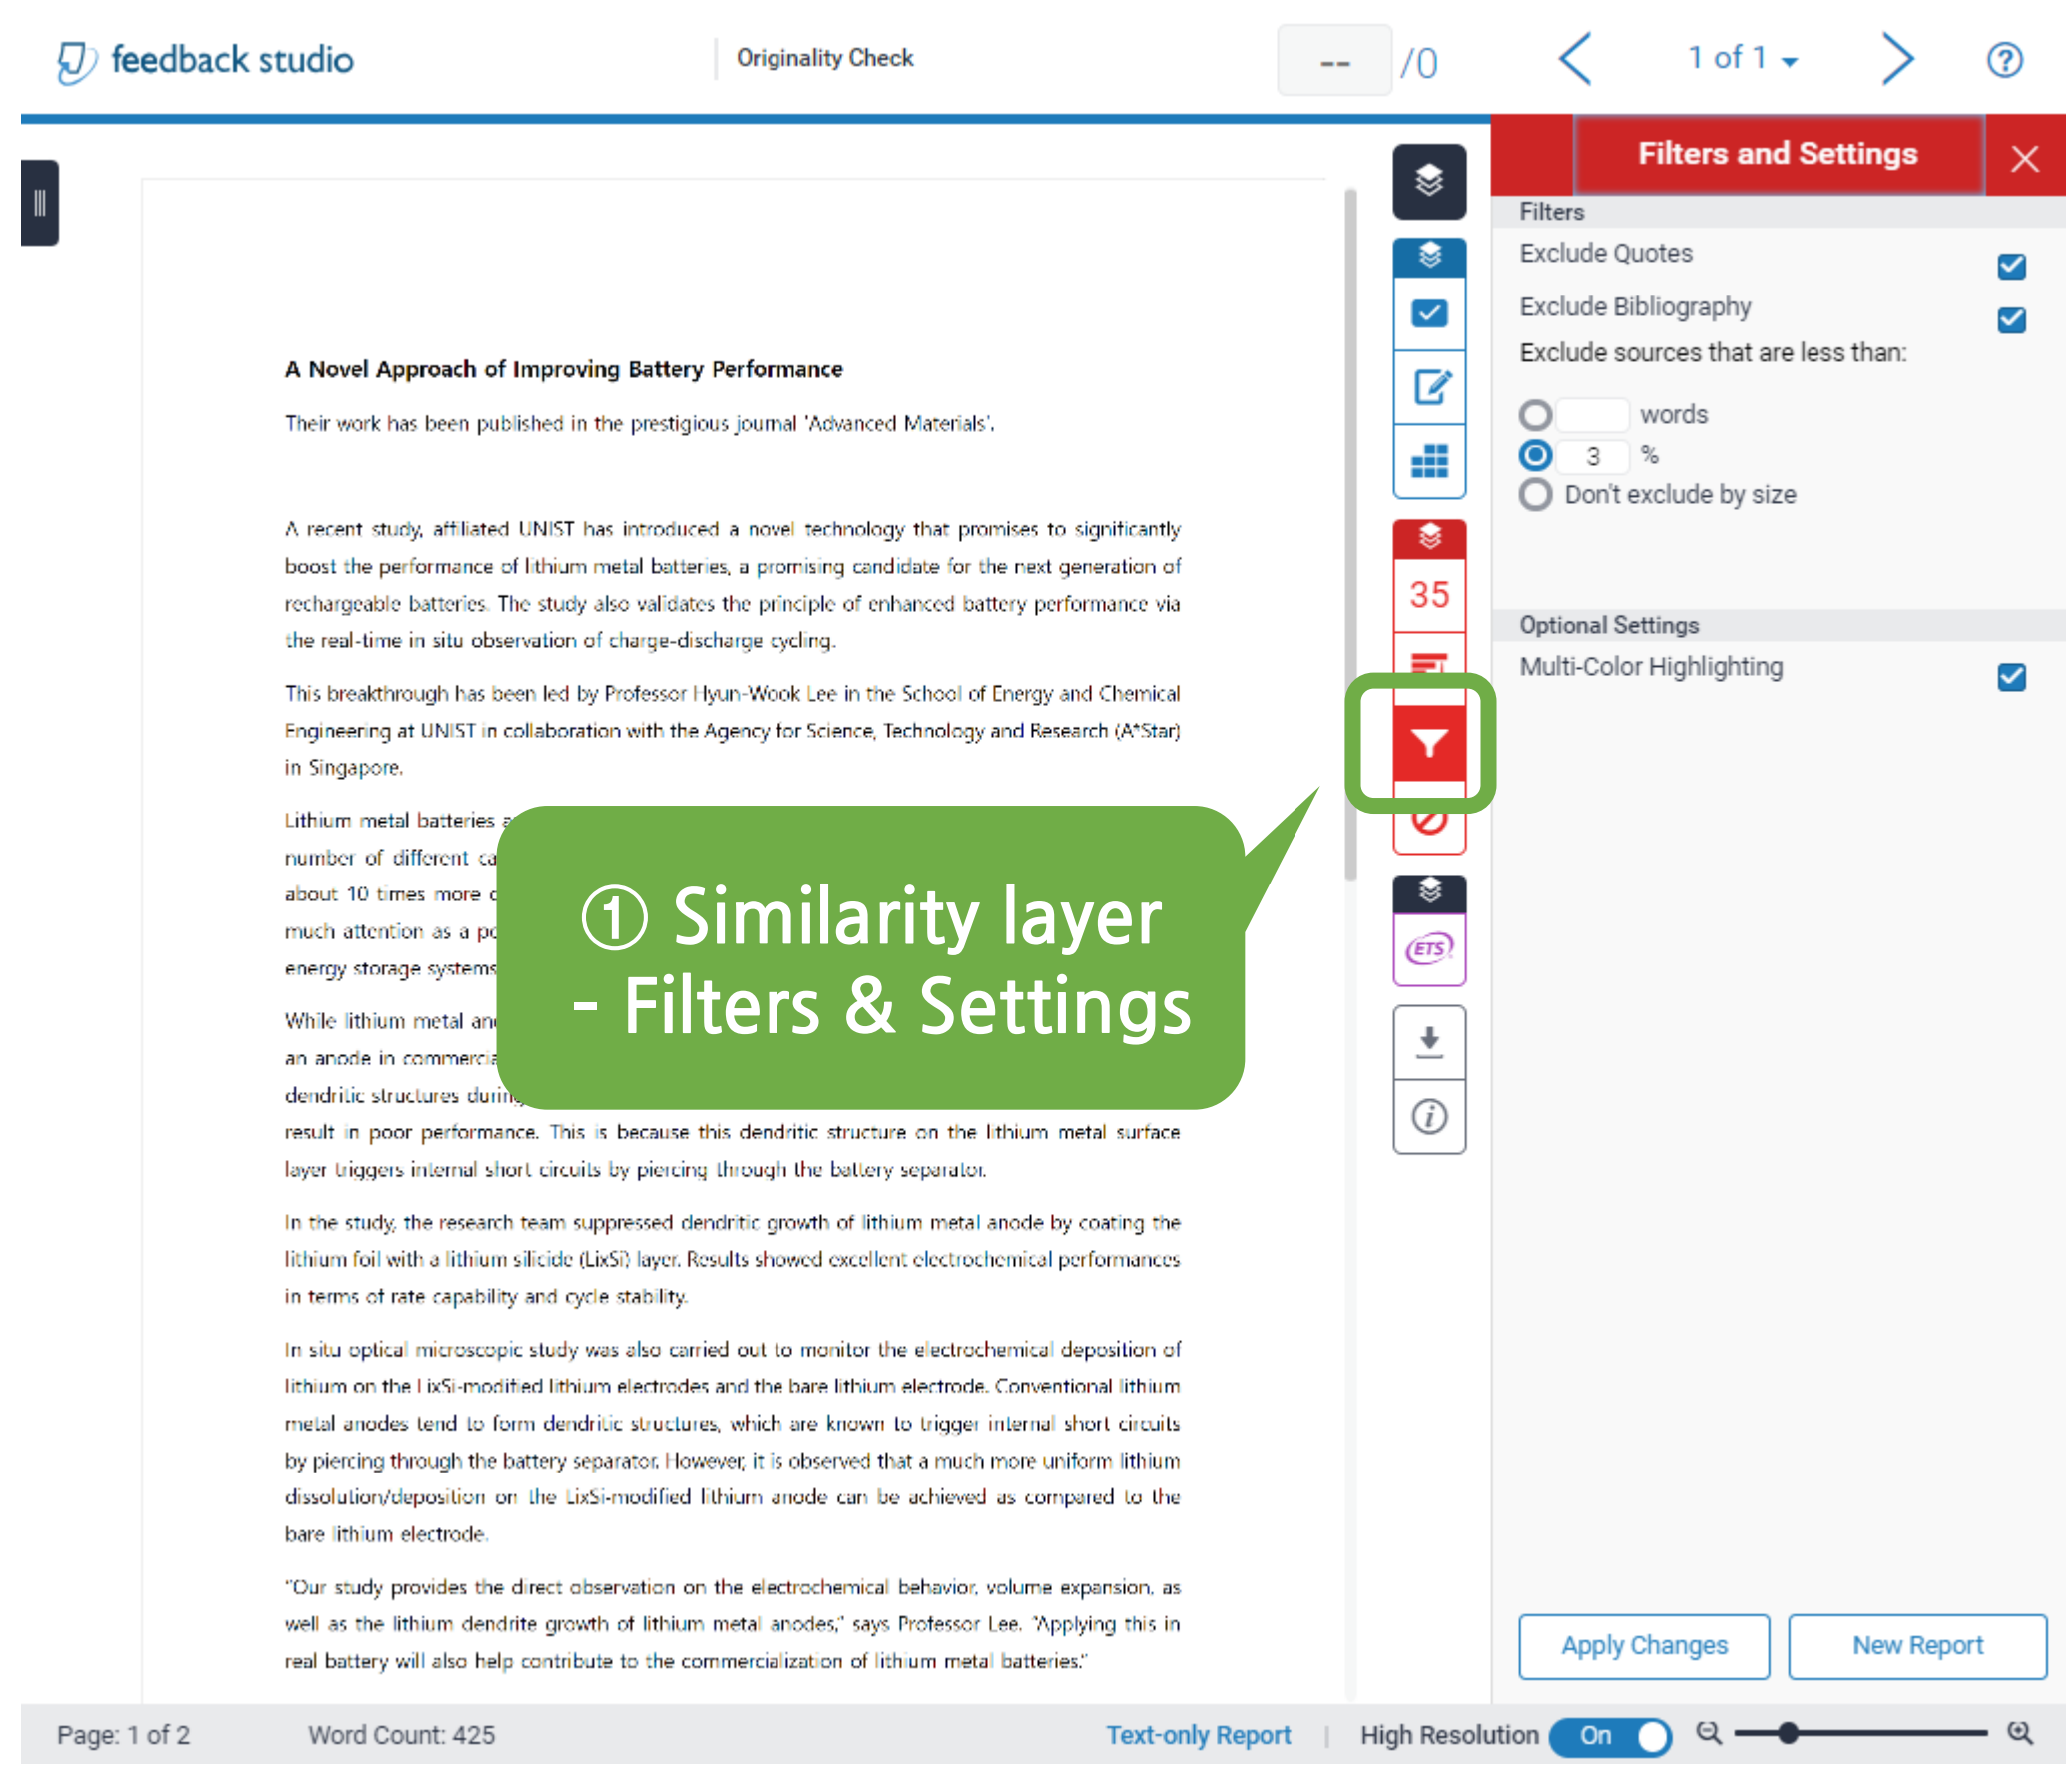 feedback studio
Originality Check
-- /0
1 of 1
?
Filters and Settings
Filters
Exclude Quotes
Exclude Bibliography
Exclude sources that are less than:
words
3 %
Don't exclude by size
Optional Settings
Multi-Color Highlighting
35
ETS
i
A Novel Approach of Improving Battery Performance
Their work has been published in the prestigious journal 'Advanced Materials'.
A recent study, affiliated UNIST has introduced a novel technology that promises to significantly
boost the performance of lithium metal batteries, a promising candidate for the next generation of
rechargeable batteries. The study also validates the principle of enhanced battery performance via
the real-time in situ observation of charge-discharge cycling.
This breakthrough has been led by Professor Hyun-Wook Lee in the School of Energy and Chemical
Engineering at UNIST in collaboration with the Agency for Science, Technology and Research (A*Star)
in Singapore.
Lithium metal batteries
number of different
about 10 times more
much attention as a
energy storage systems
While lithium metal
an anode in
dendritic structures
① Similarity layer
- Filters & Settings
result in poor performance. This is because this dendritic structure on the lithium metal surface
layer triggers internal short circuits by piercing through the battery separator.
In the study, the research team suppressed dendritic growth of lithium metal anode by coating the
lithium foil with a lithium silicide (LixSi) layer. Results showed excellent electrochemical performances
in terms of rate capability and cycle stability.
In situ optical microscopic study was also carried out to monitor the electrochemical deposition of
lithium on the LixSi-modified lithium electrodes and the bare lithium electrode. Conventional lithium
metal anodes tend to form dendritic structures, which are known to trigger internal short circuits
by piercing through the battery separator. However, it is observed that a much more uniform lithium
dissolution/deposition on the LixSi-modified lithium anode can be achieved as compared to the
bare lithium electrode.
"Our study provides the direct observation on the electrochemical behavior, volume expansion, as
well as the lithium dendrite growth of lithium metal anodes," says Professor Lee. "Applying this in
real battery will also help contribute to the commercialization of lithium metal batteries."
Apply Changes
New Report
Page: 1 of 2
Word Count: 425
Text-only Report
High Resolution
On